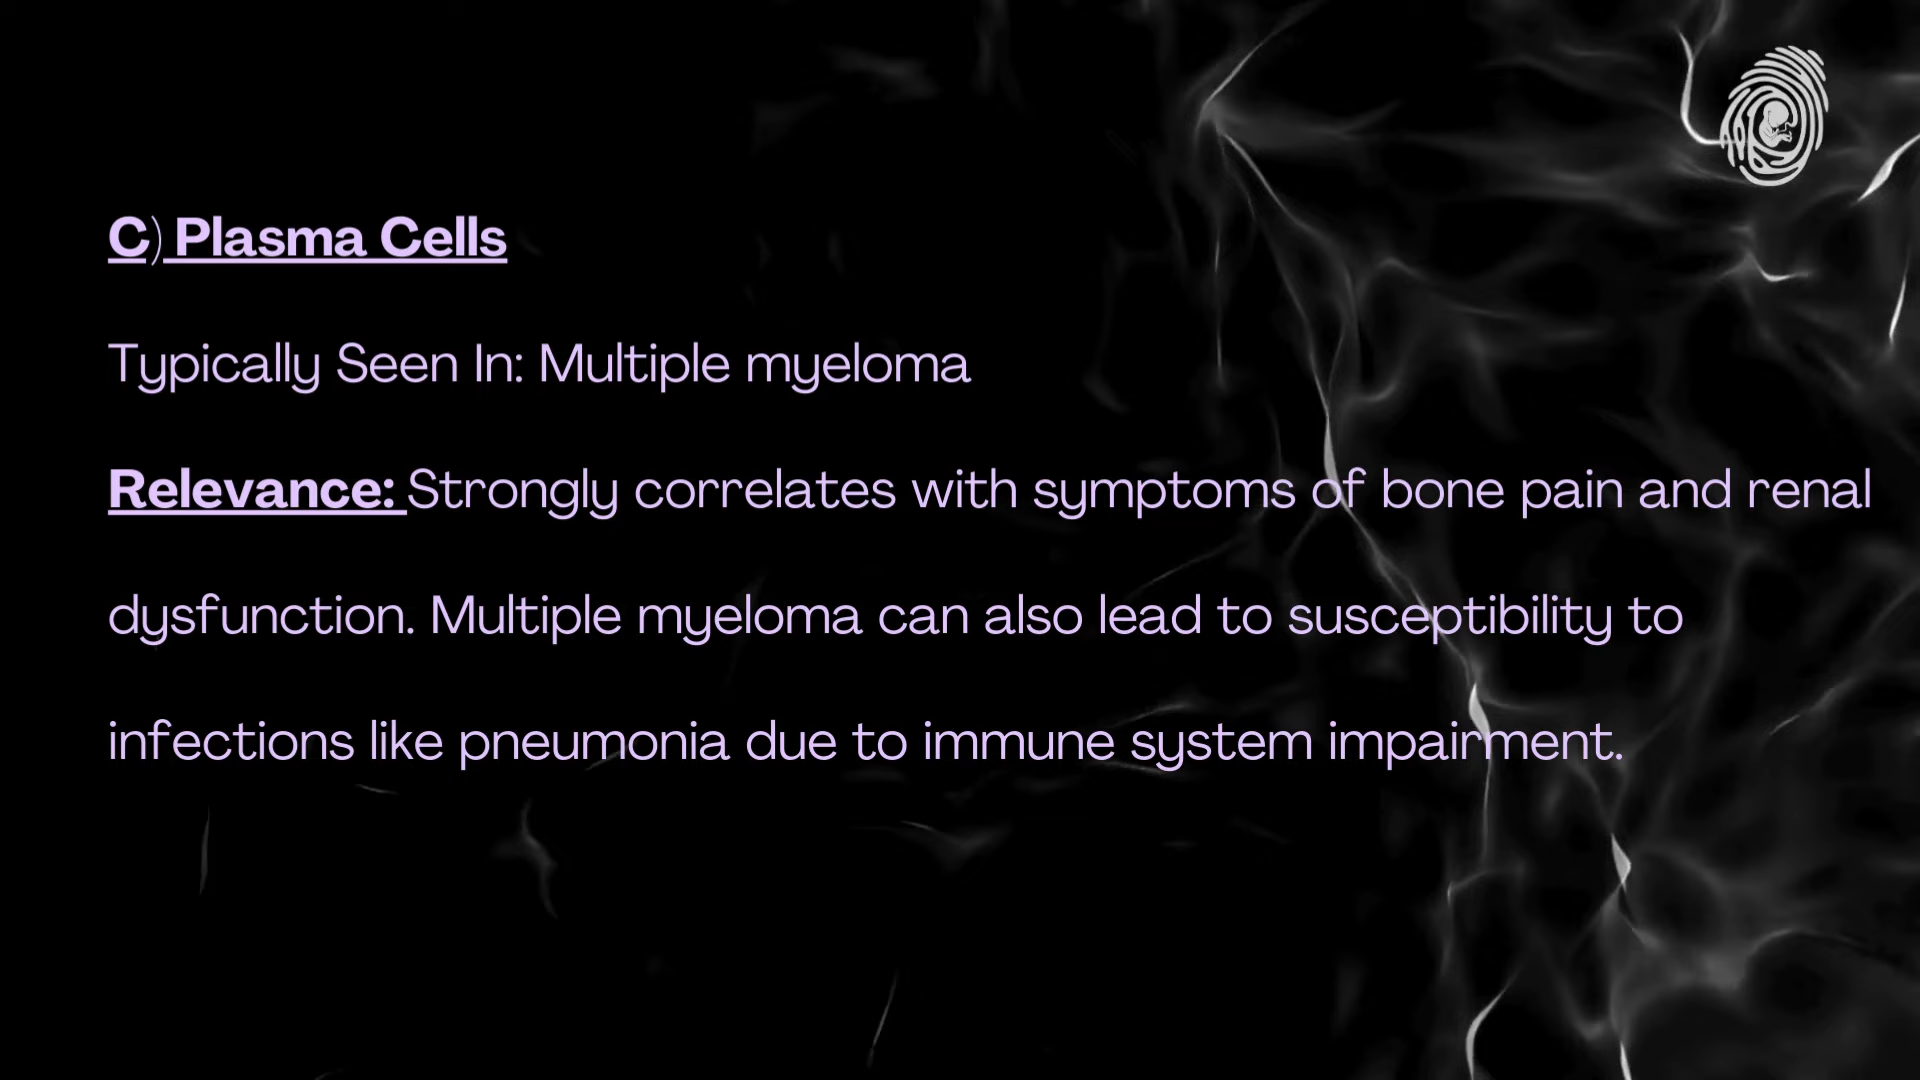 C) Plasma Cells
Typically Seen In: Multiple myeloma
Relevance: Strongly correlates with symptoms of bone pain and renal
dysfunction. Multiple myeloma can also lead to susceptibility to
infections like pneumonia due to immune system impairment.